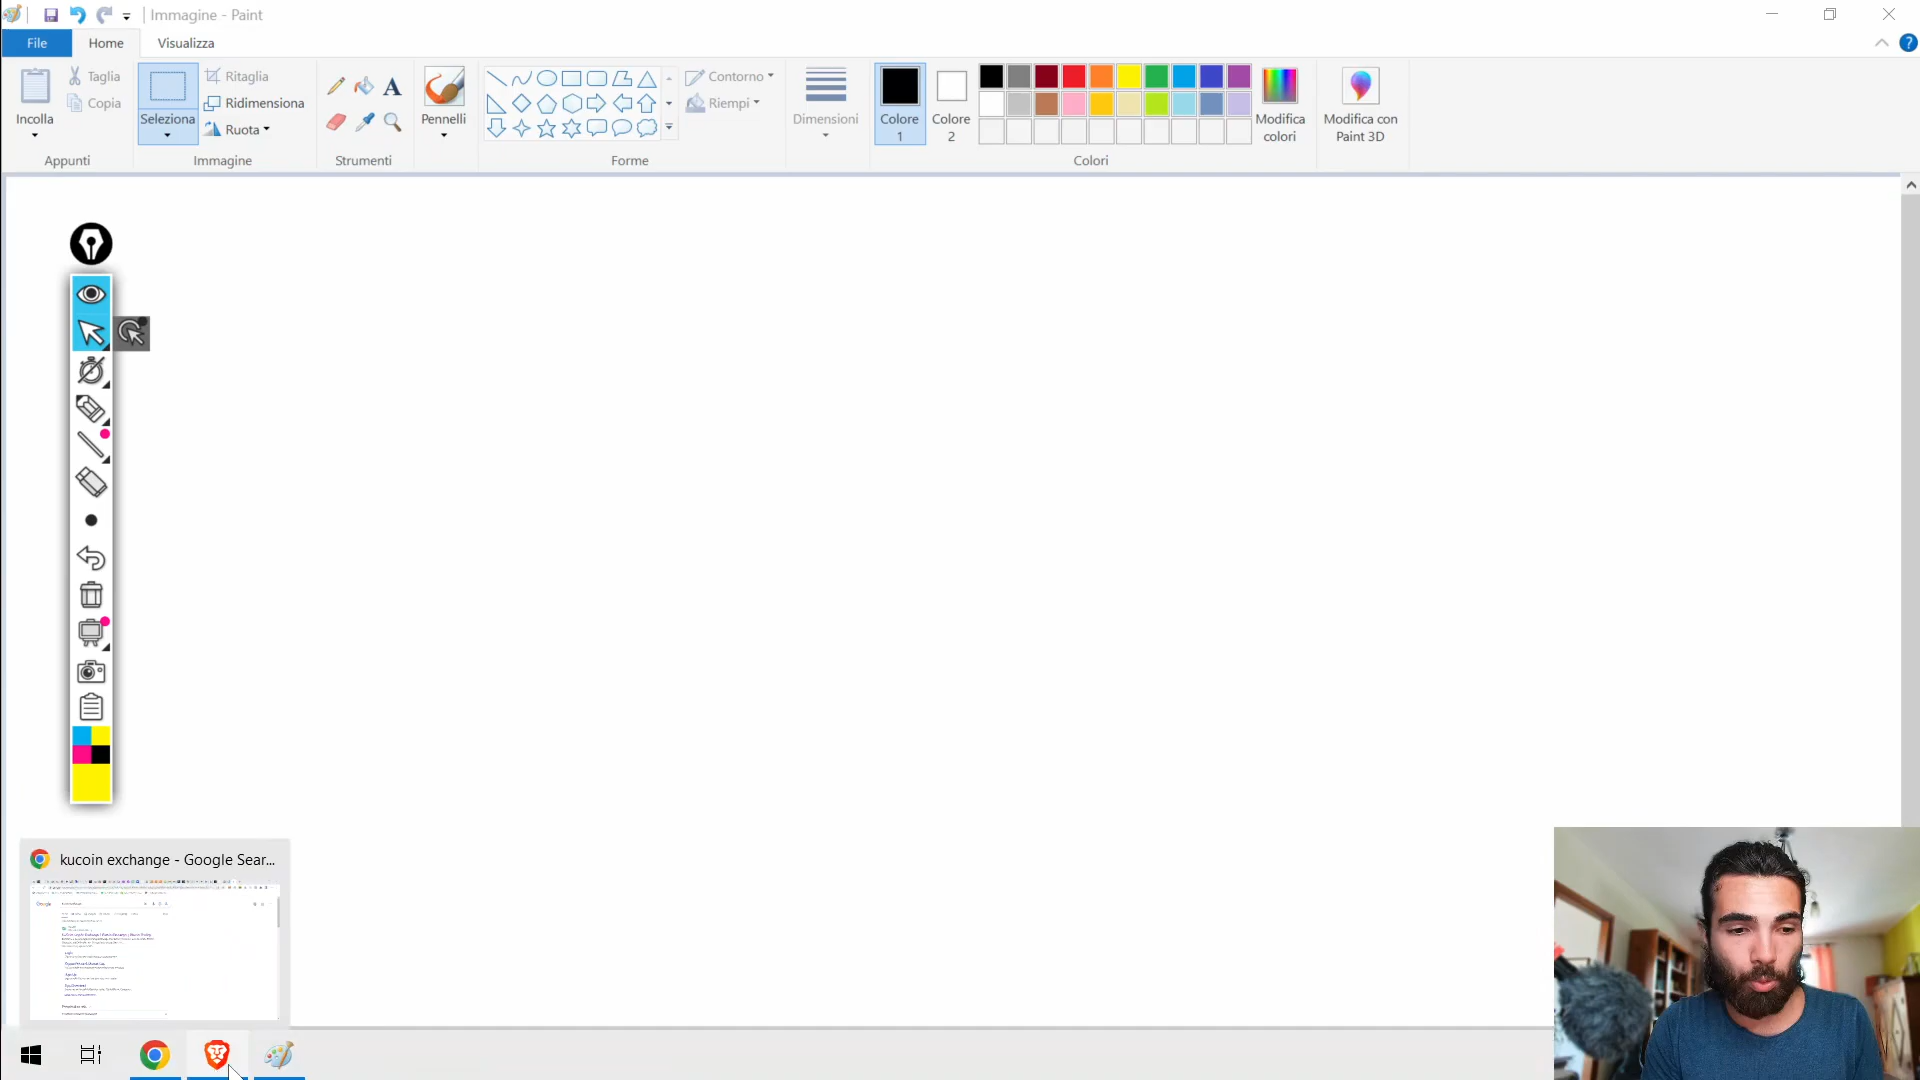 Immagine - Paint
File
Home
Visualizza
Incolla
Taglia
Copia
Appunti
Seleziona
Ritaglia
Ridimensiona
Ruota
Immagine
A
Strumenti
Pennelli
Contorno
Riempi
Forme
Dimensioni
Colore
1
Colore
2
Modifica
colori
Colori
Modifica con
Paint 3D
?
kucoin exchange - Google Sear...